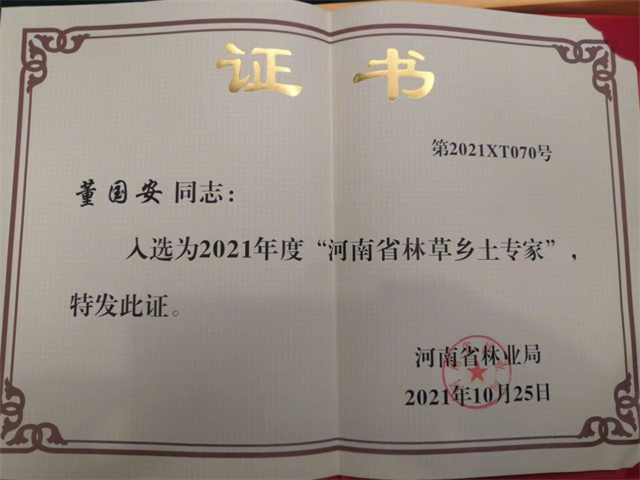 证书
第2021XT070号
董国安 同志：
入选为2021年度“河南省林草乡土专家”，
特发此证。
河南省林业局
2021年10月25日